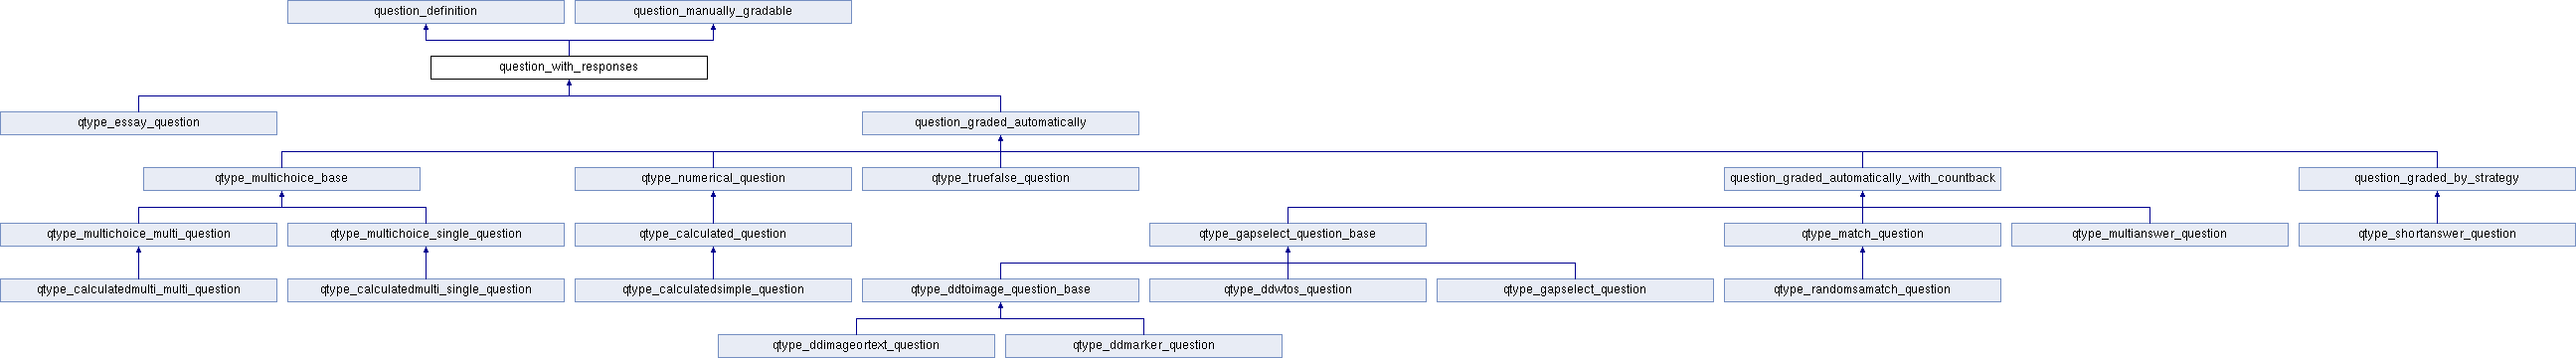 question_definition
question_manually_gradable
question_with_responses
qtype_essay_question
question_graded_automatically
qtype_multichoice_base
qtype_numerical_question
qtype_truefalse_question
question_graded_automatically_with_countback
question_graded_by_strategy
qtype_multichoice_multi_question
qtype_multichoice_single_question
qtype_calculated_question
qtype_gapselect_question_base
qtype_match_question
qtype_multianswer_question
qtype_shortanswer_question
qtype_calculatedmulti_multi_question
qtype_calculatedmulti_single_question
qtype_calculatedsimple_question
qtype_ddtoimage_question_base
qtype_ddwtos_question
qtype_gapselect_question
qtype_randomsamatch_question
qtype_ddimageortext_question
qtype_ddmarker_question